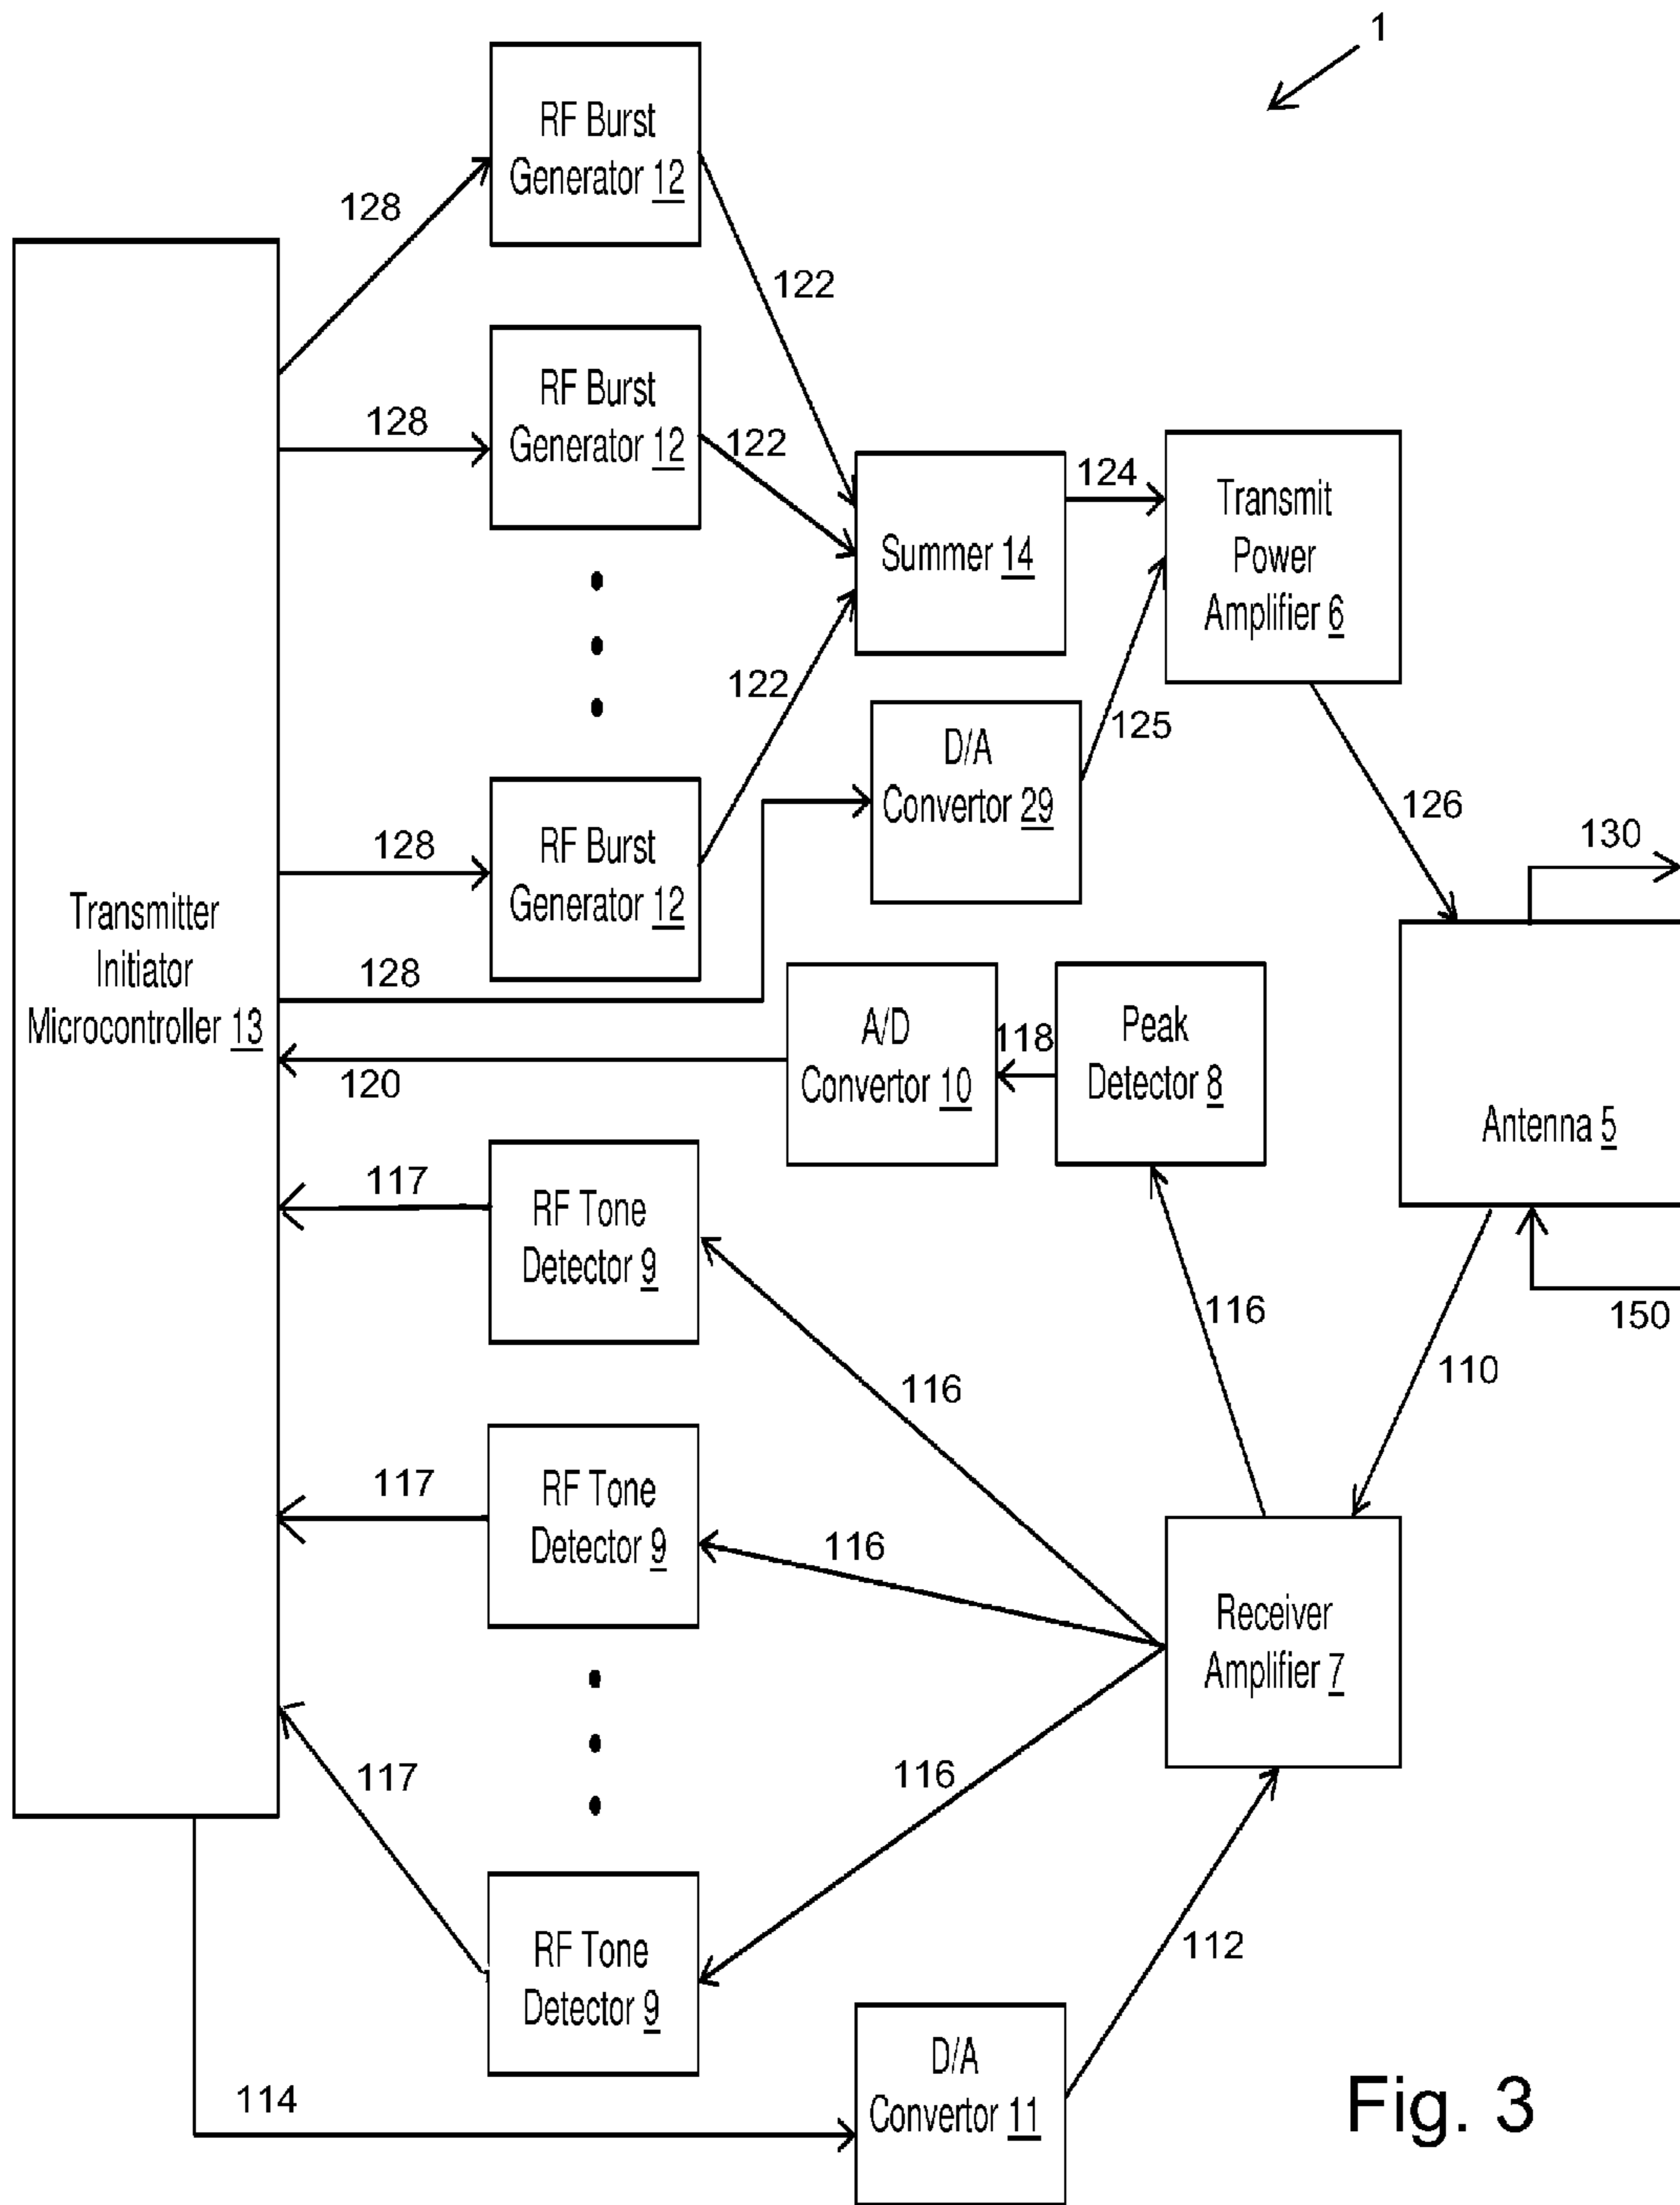 1
RF Burst
Generator 12
128
122
RF Burst
Generator 12
128
122
Summer 14
124
Transmit
Power
Amplifier 6
122
125
D/A
Convertor 29
126
130
RF Burst
Generator 12
128
Transmitter
Initiator
Microcontroller 13
128
A/D
Convertor 10
118
Peak
Detector 8
120
Antenna 5
117
RF Tone
Detector 9
116
150
116
110
117
RF Tone
Detector 9
116
Receiver
Amplifier 7
117
116
RF Tone
Detector 9
112
114
D/A
Convertor 11
Fig. 3